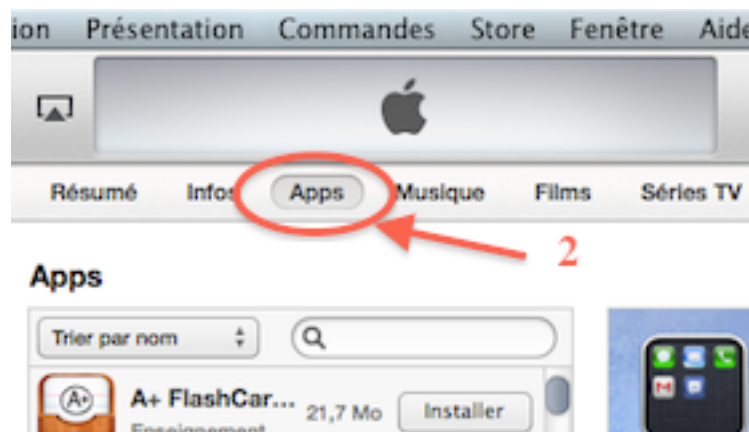 ion Présentation Commandes Store Fenêtre Aide
Résumé Infos Apps Musique Films Séries TV
2
Apps
Trier par nom
A+ FlashCar... 21,7 Mo Installer
Enseignement